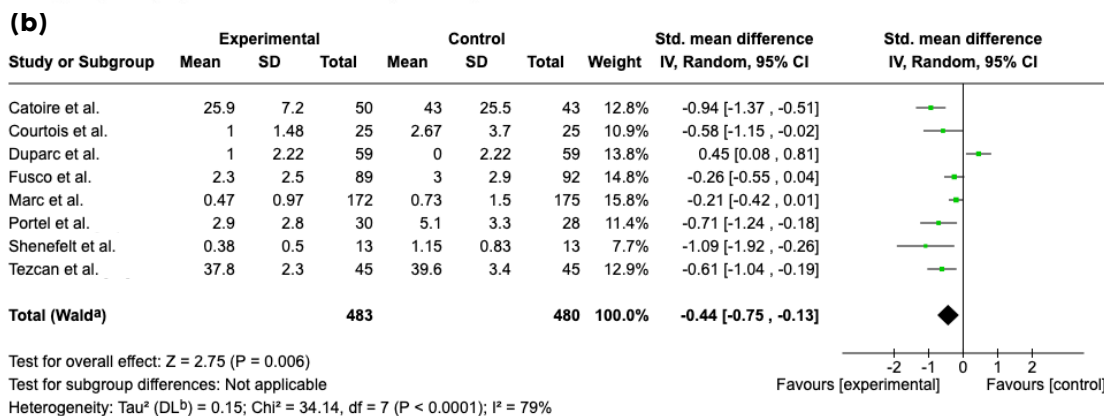 (b)
Experimental Control Std. mean difference Std. mean difference
Study or Subgroup Mean SD Total Mean SD Total Weight IV, Random, 95% CI IV, Random, 95% CI
Catoire et al. 25.9 7.2 50 43 25.5 43 12.8% -0.94 [-1.37 , -0.51]
Courtois et al. 1 1.48 25 2.67 3.7 25 10.9% -0.58 [-1.15 , -0.02]
Duparc et al. 1 2.22 59 0 2.22 59 13.8% 0.45 [0.08 , 0.81]
Fusco et al. 2.3 2.5 89 3 2.9 92 14.8% -0.26 [-0.55 , 0.04]
Marc et al. 0.47 0.97 172 0.73 1.5 175 15.8% -0.21 [-0.42 , 0.01]
Portel et al. 2.9 2.8 30 5.1 3.3 28 11.4% -0.71 [-1.24 , -0.18]
Shenefelt et al. 0.38 0.5 13 1.15 0.83 13 7.7% -1.09 [-1.92 , -0.26]
Tezcan et al. 37.8 2.3 45 39.6 3.4 45 12.9% -0.61 [-1.04 , -0.19]
Total (Waldᵃ) 483 480 100.0% -0.44 [-0.75 , -0.13]
Test for overall effect: Z = 2.75 (P = 0.006)
-2 -1 0 1 2
Test for subgroup differences: Not applicable
Favours [experimental] Favours [control]
Heterogeneity: Tau² (DLᵇ) = 0.15; Chi² = 34.14, df = 7 (P < 0.0001); I² = 79%